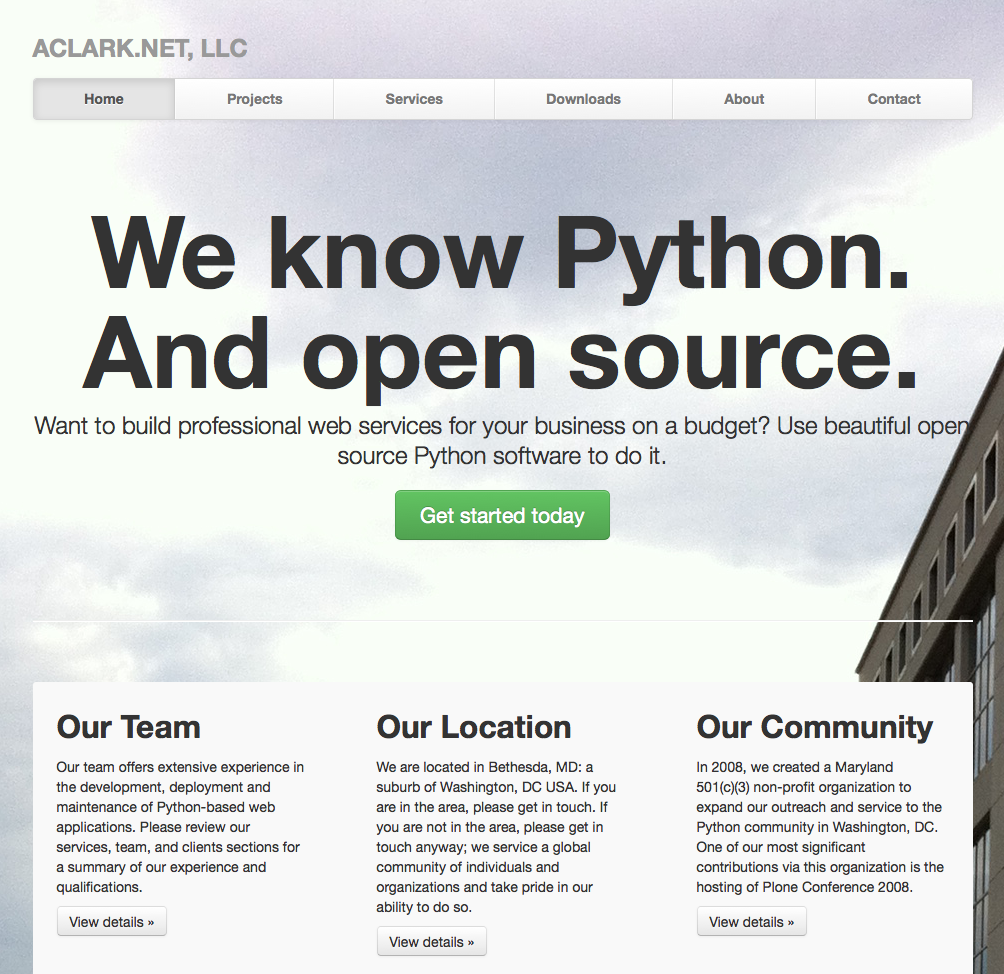 ACLARK.NET, LLC
Home Projects Services Downloads About Contact
We know Python.
And open source.
Want to build professional web services for your business on a budget? Use beautiful open
source Python software to do it.
Get started today
Our Team
Our team offers extensive experience in
the development, deployment and
maintenance of Python-based web
applications. Please review our
services, team, and clients sections for
a summary of our experience and
qualifications.
View details »
Our Location
We are located in Bethesda, MD: a
suburb of Washington, DC USA. If you
are in the area, please get in touch. If
you are not in the area, please get in
touch anyway; we service a global
community of individuals and
organizations and take pride in our
ability to do so.
View details »
Our Community
In 2008, we created a Maryland
501(c)(3) non-profit organization to
expand our outreach and service to the
Python community in Washington, DC.
One of our most significant
contributions via this organization is the
hosting of Plone Conference 2008.
View details »